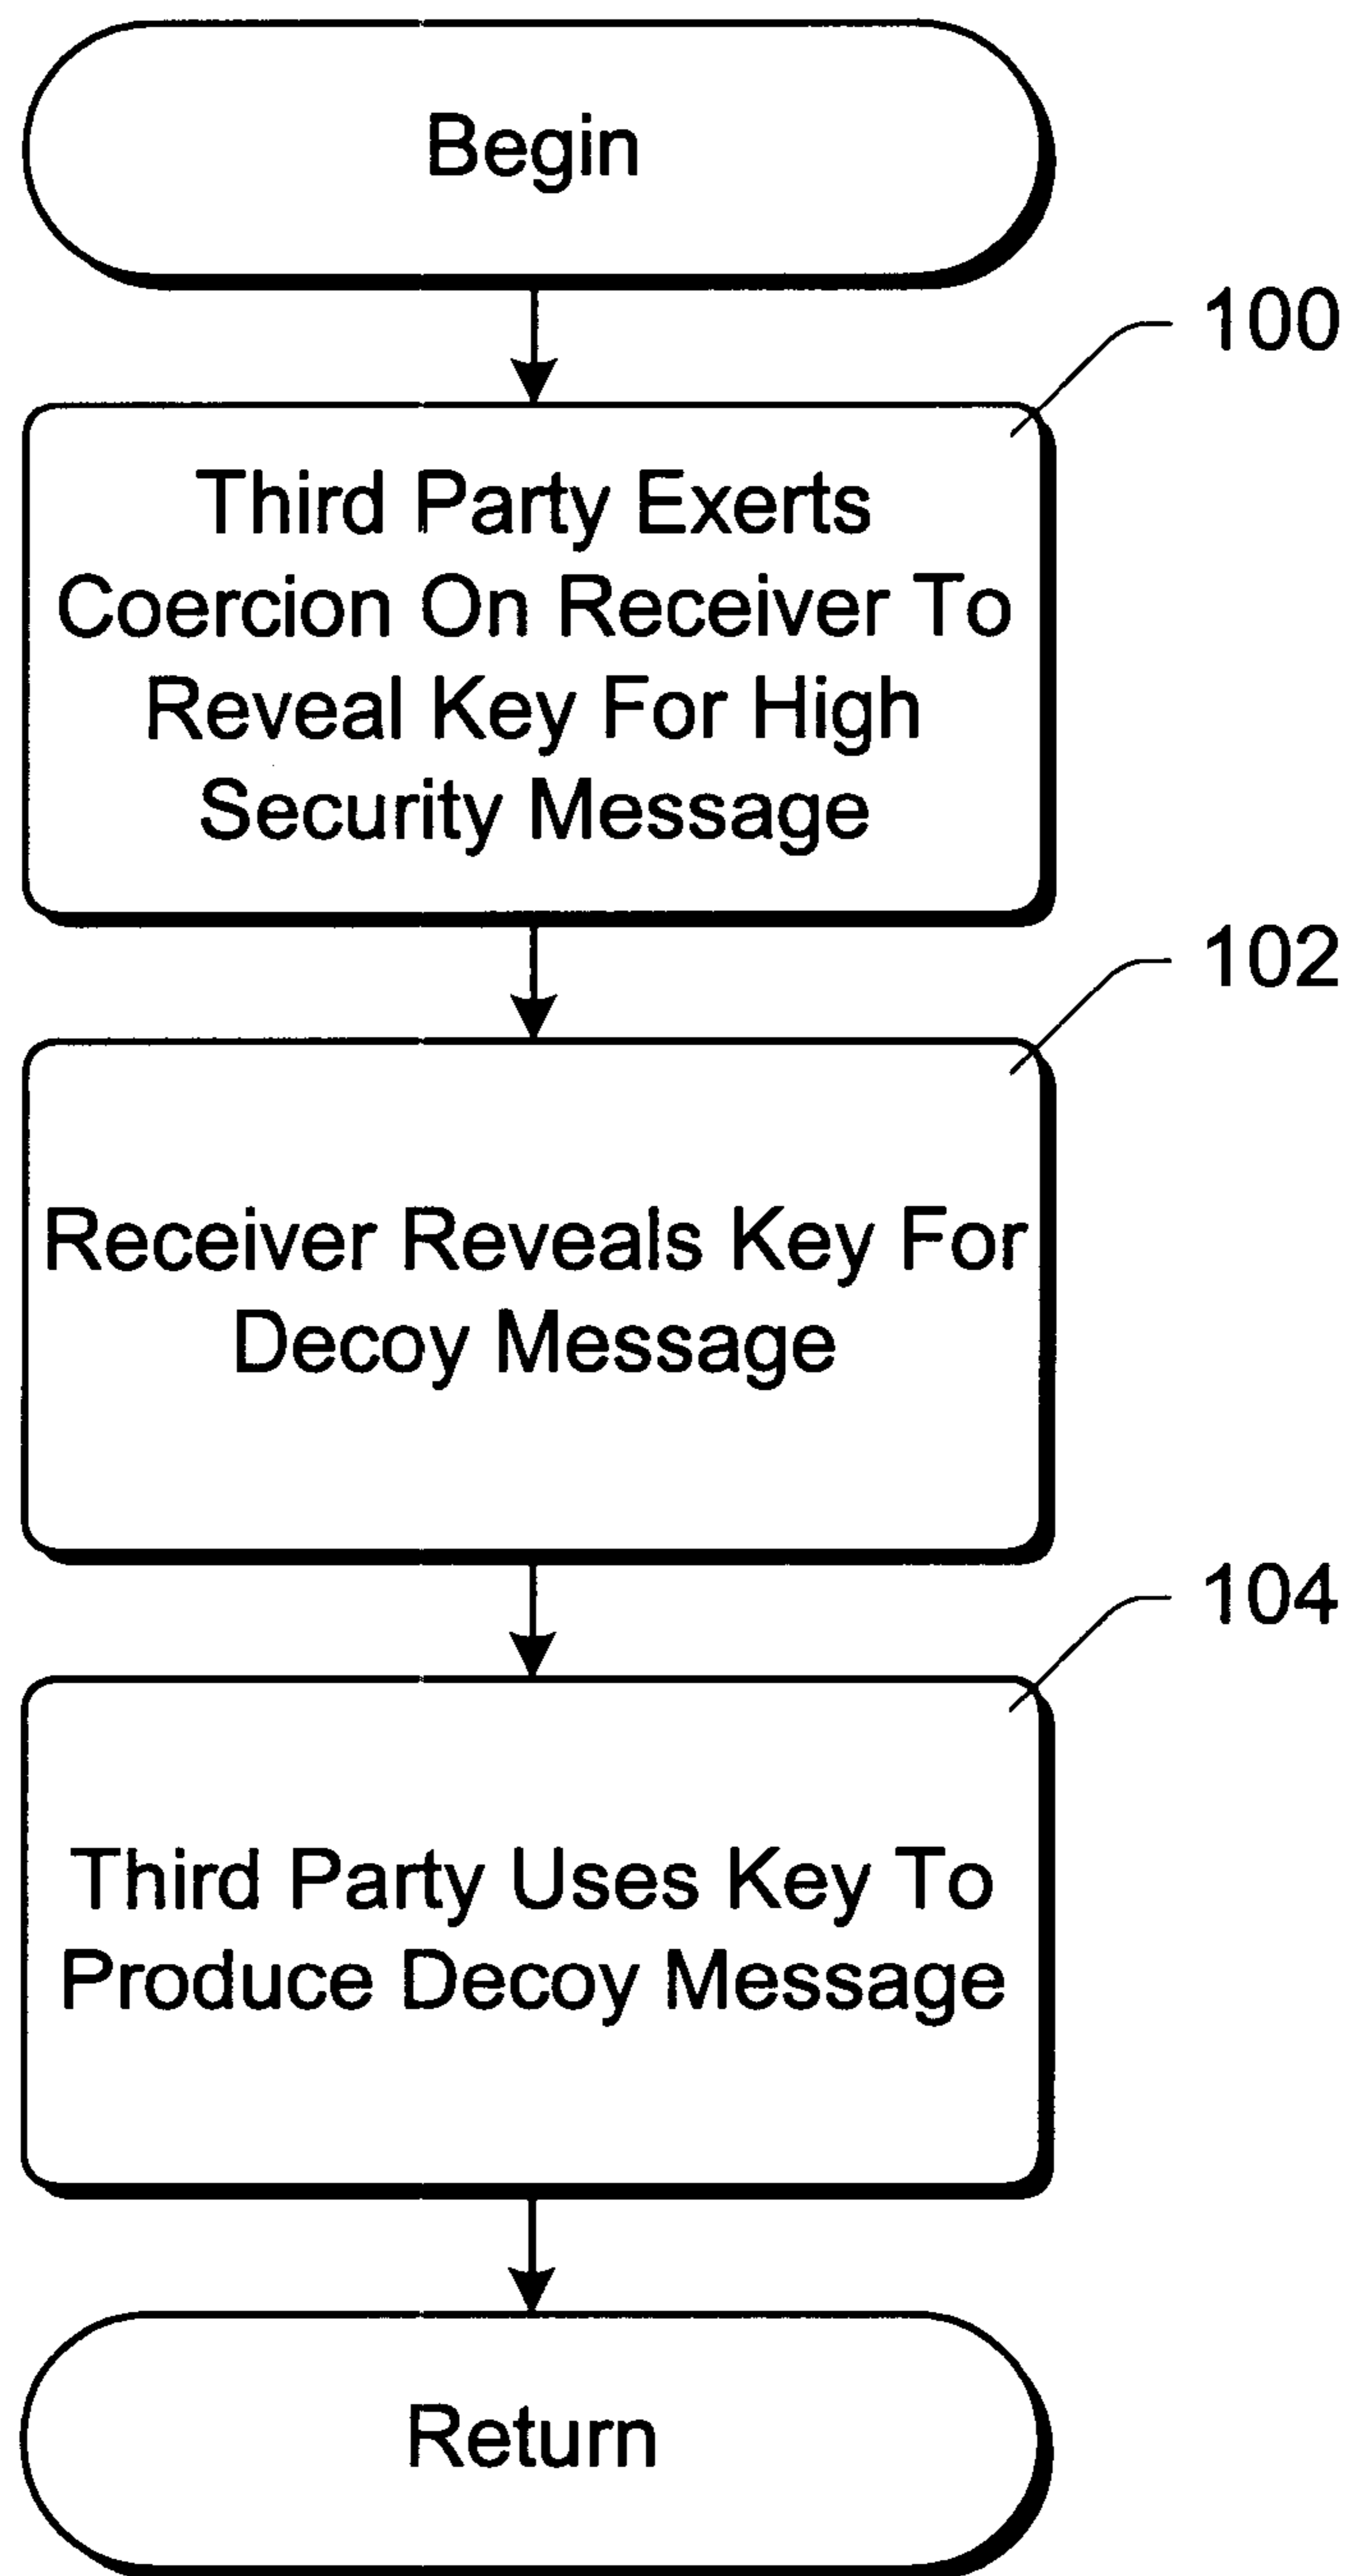 Begin
100
Third Party Exerts
Coercion On Receiver To
Reveal Key For High
Security Message
102
Receiver Reveals Key For
Decoy Message
104
Third Party Uses Key To
Produce Decoy Message
Return